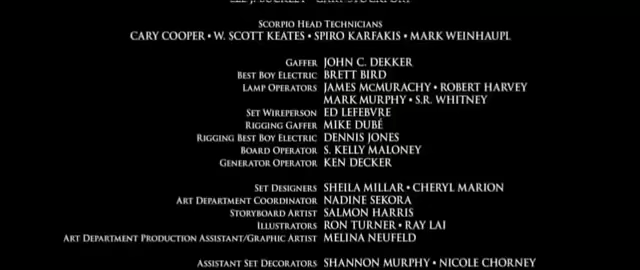 SCORPIO HEAD TECHNICIANS
CARY COOPER • W. SCOTT KEATES • SPIRO KARFAKIS • MARK WEINHAUPL
GAFFER JOHN C. DEKKER
BEST BOY ELECTRIC BRETT BIRD
LAMP OPERATORS JAMES MCMURACHY • ROBERT HARVEY
MARK MURPHY • S.R. WHITNEY
SET WIREPERSON ED LEFEBVRE
RIGGING GAFFER MIKE DUBÉ
RIGGING BEST BOY ELECTRIC DENNIS JONES
BOARD OPERATOR S. KELLY MALONEY
GENERATOR OPERATOR KEN DECKER
SET DESIGNERS SHEILA MILLAR • CHERYL MARION
ART DEPARTMENT COORDINATOR NADINE SEKORA
STORYBOARD ARTIST SALMON HARRIS
ILLUSTRATORS RON TURNER • RAY LAI
ART DEPARTMENT PRODUCTION ASSISTANT/GRAPHIC ARTIST MELINA NEUFELD
ASSISTANT SET DECORATORS SHANNON MURPHY • NICOLE CHORNEY